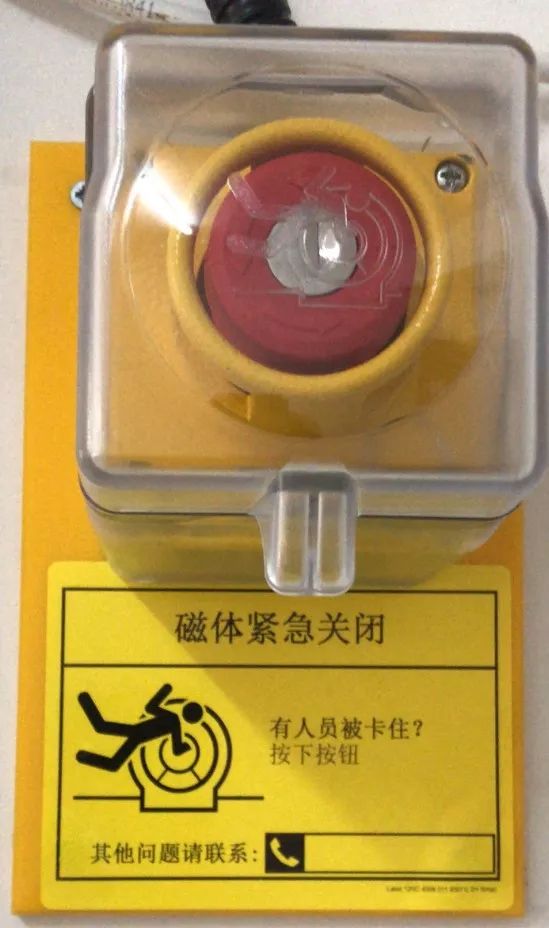 磁体紧急关闭
有人员被卡住？
按下按钮
其他问题请联系：